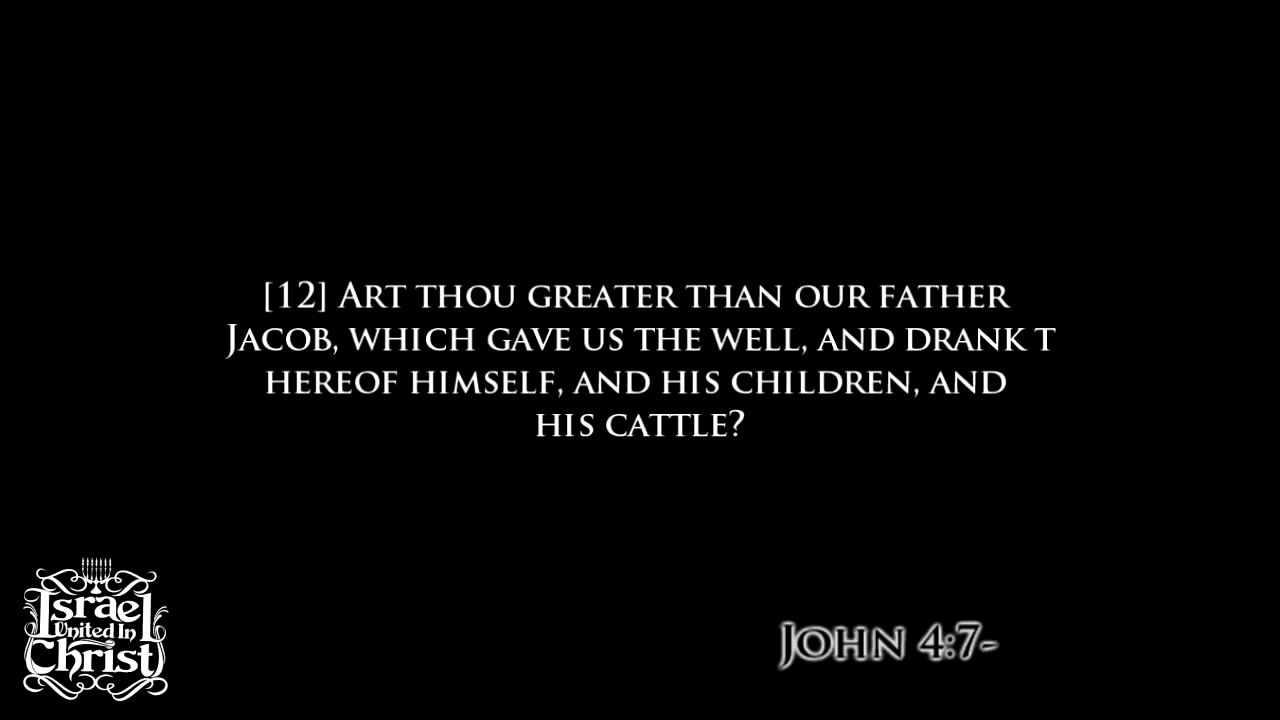 [12] Art thou greater than our father
Jacob, which gave us the well, and drank t
hereof himself, and his children, and
his cattle?
Israel
United In
Christ
John 4:7-